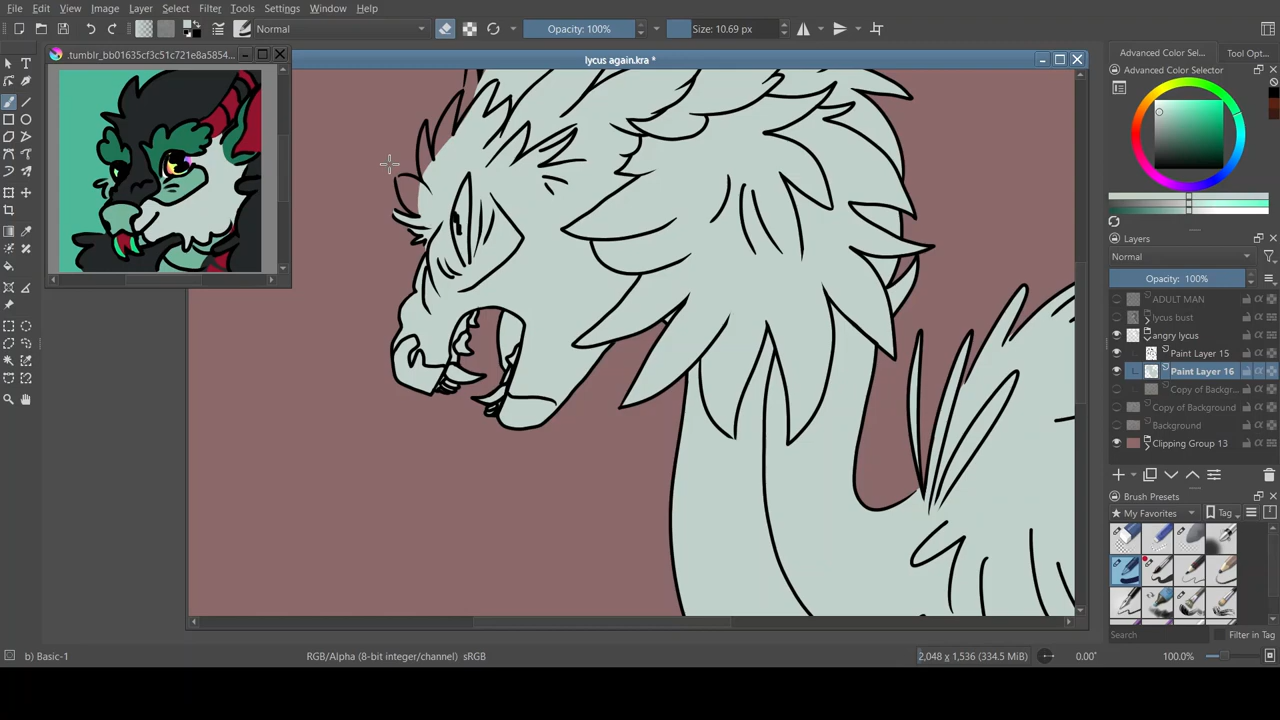 File Edit View Image Layer Select Filter Tools Settings Window Help
Normal
Opacity: 100%
Size: 10.69 px
.tumblr_bb01635cf3c51c721e8a5854...
lycus again.kra *
Advanced Color Sel...
Tool Opt...
Advanced Color Selector
Layers
Normal
Opacity: 100%
ADULT MAN
lycus bust
angry lycus
Paint Layer 15
Paint Layer 16
Copy of Backgr...
Copy of Background
Background
Clipping Group 13
Brush Presets
My Favorites
Tag
Search
Filter in Tag
b) Basic-1
RGB/Alpha (8-bit integer/channel) sRGB
2,048 x 1,536 (334.5 MiB)
0.00°
100.0%